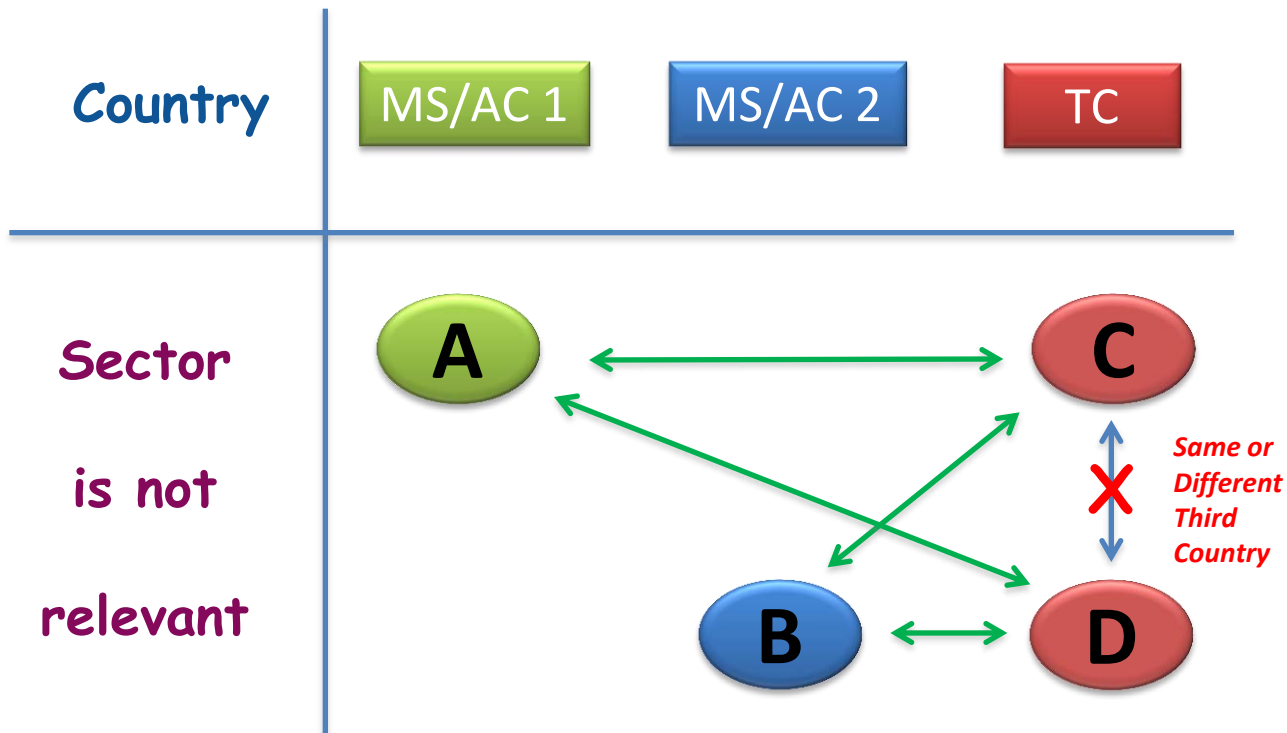 Country
MS/AC 1
MS/AC 2
TC
Sector
is not
relevant
A
C
B
D
Same or
Different
Third
Country